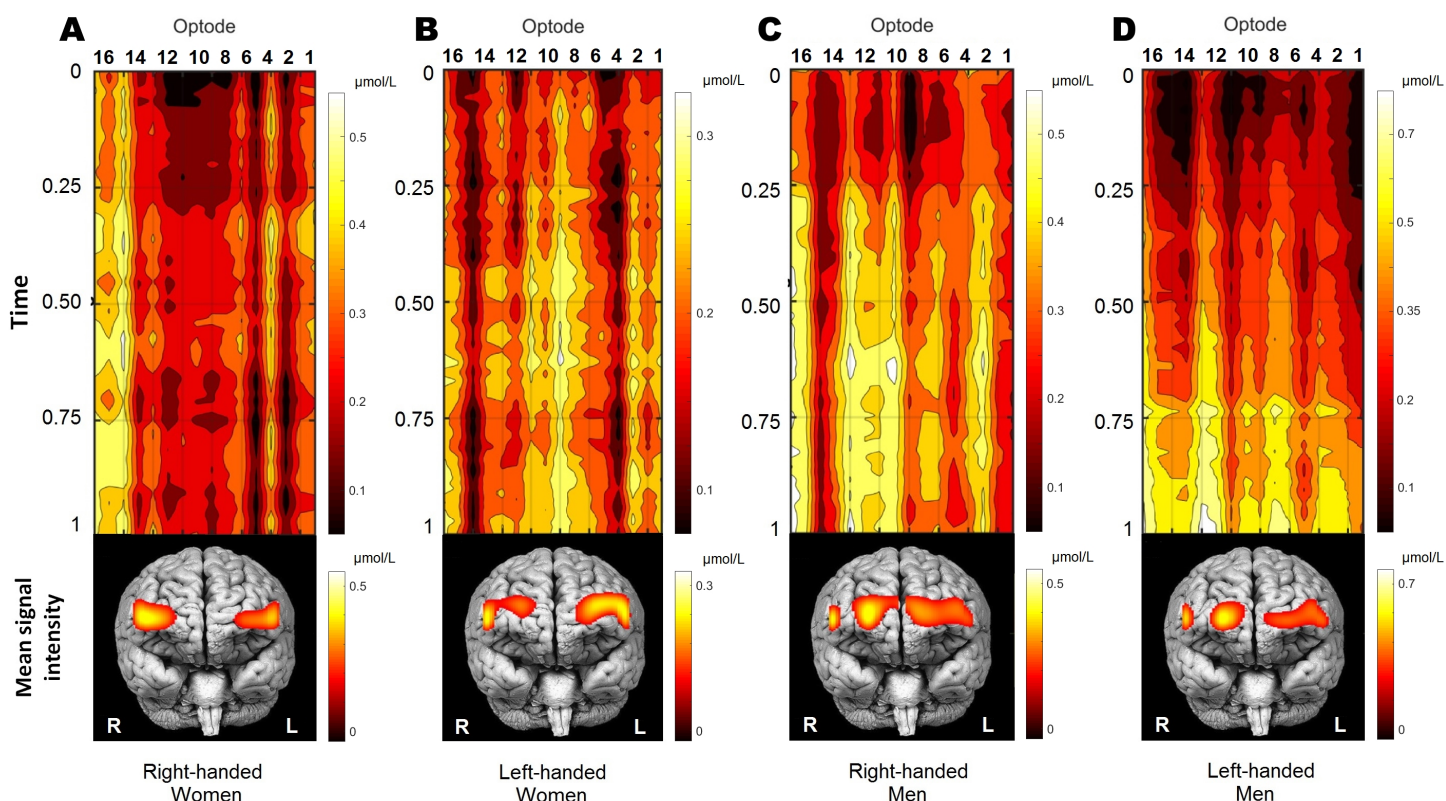 A
Optode
16 14 12 10 8 6 4 2 1
B
Optode
16 14 12 10 8 6 4 2 1
C
Optode
16 14 12 10 8 6 4 2 1
D
Optode
16 14 12 10 8 6 4 2 1
Time
0
0.25
0.50
0.75
1
µmol/L
0.5
0.4
0.3
0.2
0.1
0
0.25
0.50
0.75
1
µmol/L
0.3
0.2
0.1
0
0.25
0.50
0.75
1
µmol/L
0.5
0.4
0.3
0.2
0.1
0
0.25
0.50
0.75
1
µmol/L
0.7
0.5
0.35
0.2
0.1
Mean signal
intensity
R L
µmol/L
0.5
0
R L
µmol/L
0.3
0
R L
µmol/L
0.5
0
R L
µmol/L
0.7
0
Right-handed
Women
Left-handed
Women
Right-handed
Men
Left-handed
Men